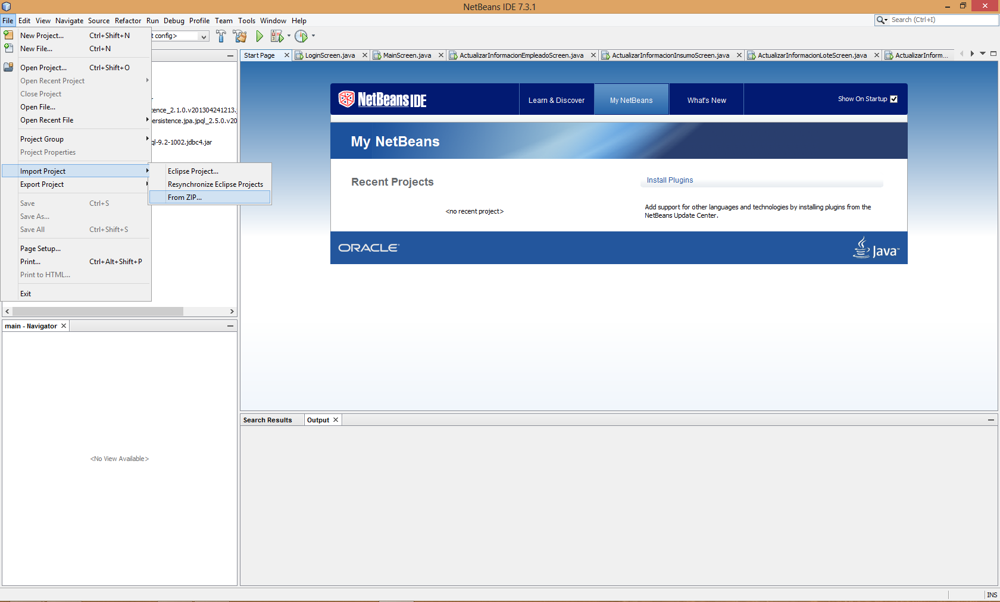 NetBeans IDE 7.3.1
File Edit View Navigate Source Refactor Run Debug Profile Team Tools Window Help
Search (Ctrl+I)
New Project... Ctrl+Shift+N
New File... Ctrl+N
Open Project... Ctrl+Shift+O
Open Recent Project
Close Project
Open File...
Open Recent File
Project Group
Project Properties
Import Project
Export Project
Save Ctrl+S
Save As...
Save All Ctrl+Shift+S
Page Setup...
Print... Ctrl+Alt+Shift+P
Print to HTML...
Exit
t config>
tence_2.1.0.v201304241213.j
ersistence.jpa.jpql_2.5.0.v20
ql-9.2-1002.jdbc4.jar
Eclipse Project...
Resynchronize Eclipse Projects
From ZIP...
Start Page LoginScreen.java MainScreen.java ActualizarInformacionEmpleadoScreen.java ActualizarInformacionInsumoScreen.java ActualizarInformacionLoteScreen.java ActualizarInform...
NetBeans IDE
Learn & Discover My NetBeans What's New Show On Startup
My NetBeans
Recent Projects
<no recent project>
Install Plugins
Add support for other languages and technologies by installing plugins from the
NetBeans Update Center.
ORACLE
Java
main - Navigator
<No View Available>
Search Results Output
INS